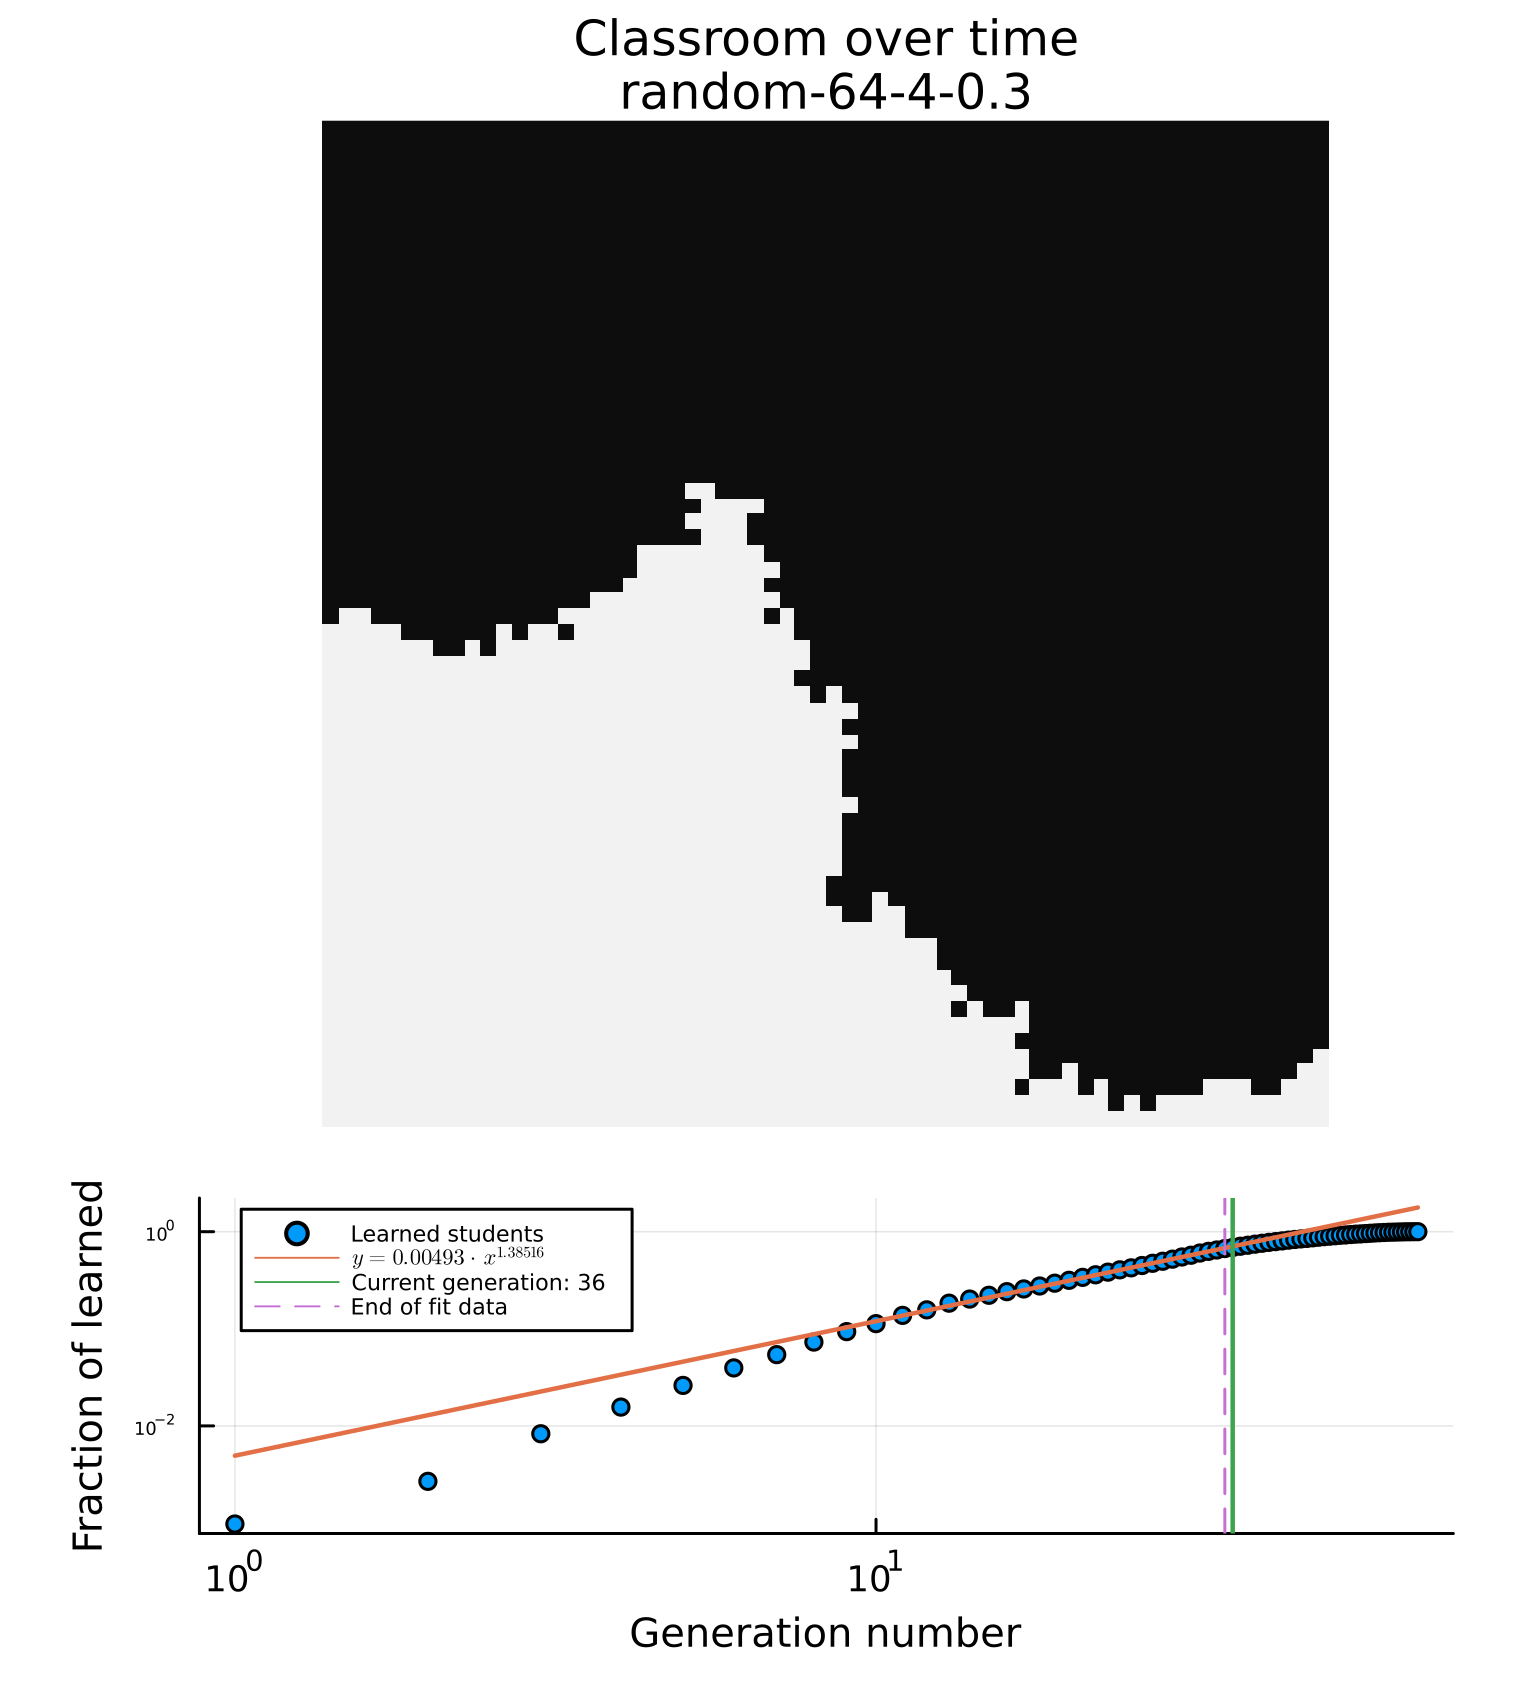 Classroom over time
random-64-4-0.3
Fraction of learned
10⁰
10⁻²
Learned students
y = 0.00493 · x^1.38516
Current generation: 36
End of fit data
10⁰ 10¹
Generation number